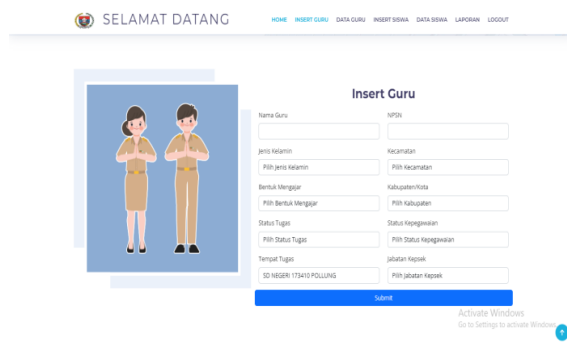 SELAMAT DATANG
HOME INSERT GURU DATA GURU INSERT SISWA DATA SISWA LAPORAN LOGOUT
Insert Guru
Nama Guru NPSN
Jenis Kelamin Kecamatan
Pilih Jenis Kelamin Pilih Kecamatan
Bentuk Mengajar Kabupaten/Kota
Pilih Bentuk Mengajar Pilih Kabupaten
Status Tugas Status Kepegawaian
Pilih Status Tugas Pilih Status Kepegawaian
Tempat Tugas Jabatan Kepsek
SD NEGERI 173410 POLLUNG Pilih Jabatan Kepsek
Submit
Activate Windows
Go to Settings to activate Windows.